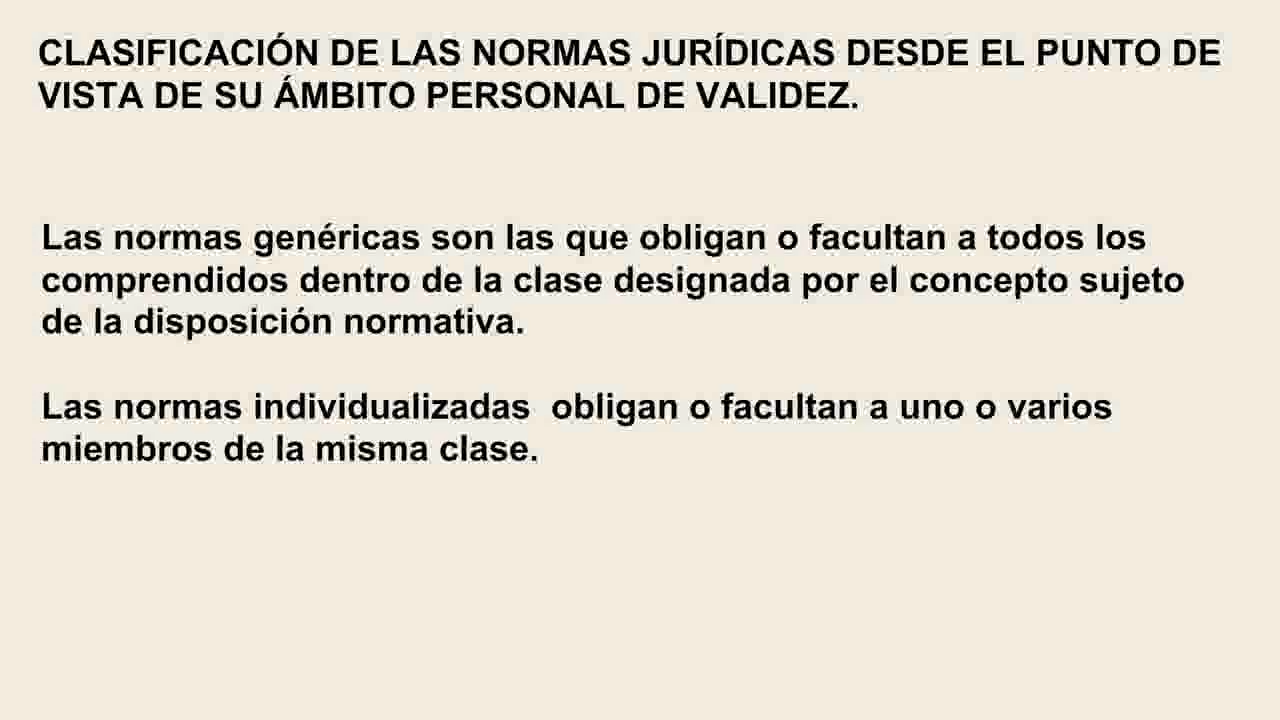 CLASIFICACIÓN DE LAS NORMAS JURÍDICAS DESDE EL PUNTO DE
VISTA DE SU ÁMBITO PERSONAL DE VALIDEZ.
Las normas genéricas son las que obligan o facultan a todos los
comprendidos dentro de la clase designada por el concepto sujeto
de la disposición normativa.
Las normas individualizadas  obligan o facultan a uno o varios
miembros de la misma clase.